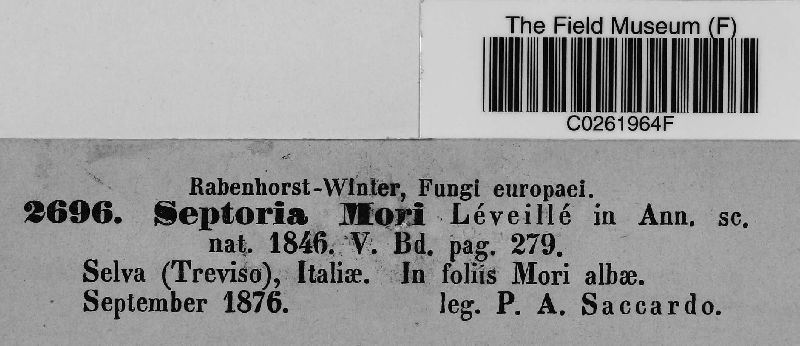 The Field Museum (F)
C0261964F
Rabenhorst-Winter, Fungi europaei.
2696. Septoria Mori Léveillé in Ann. sc.
nat. 1846. V. Bd. pag. 279.
Selva (Treviso), Italiæ. In foliis Mori albæ.
September 1876. leg. P. A. Saccardo.